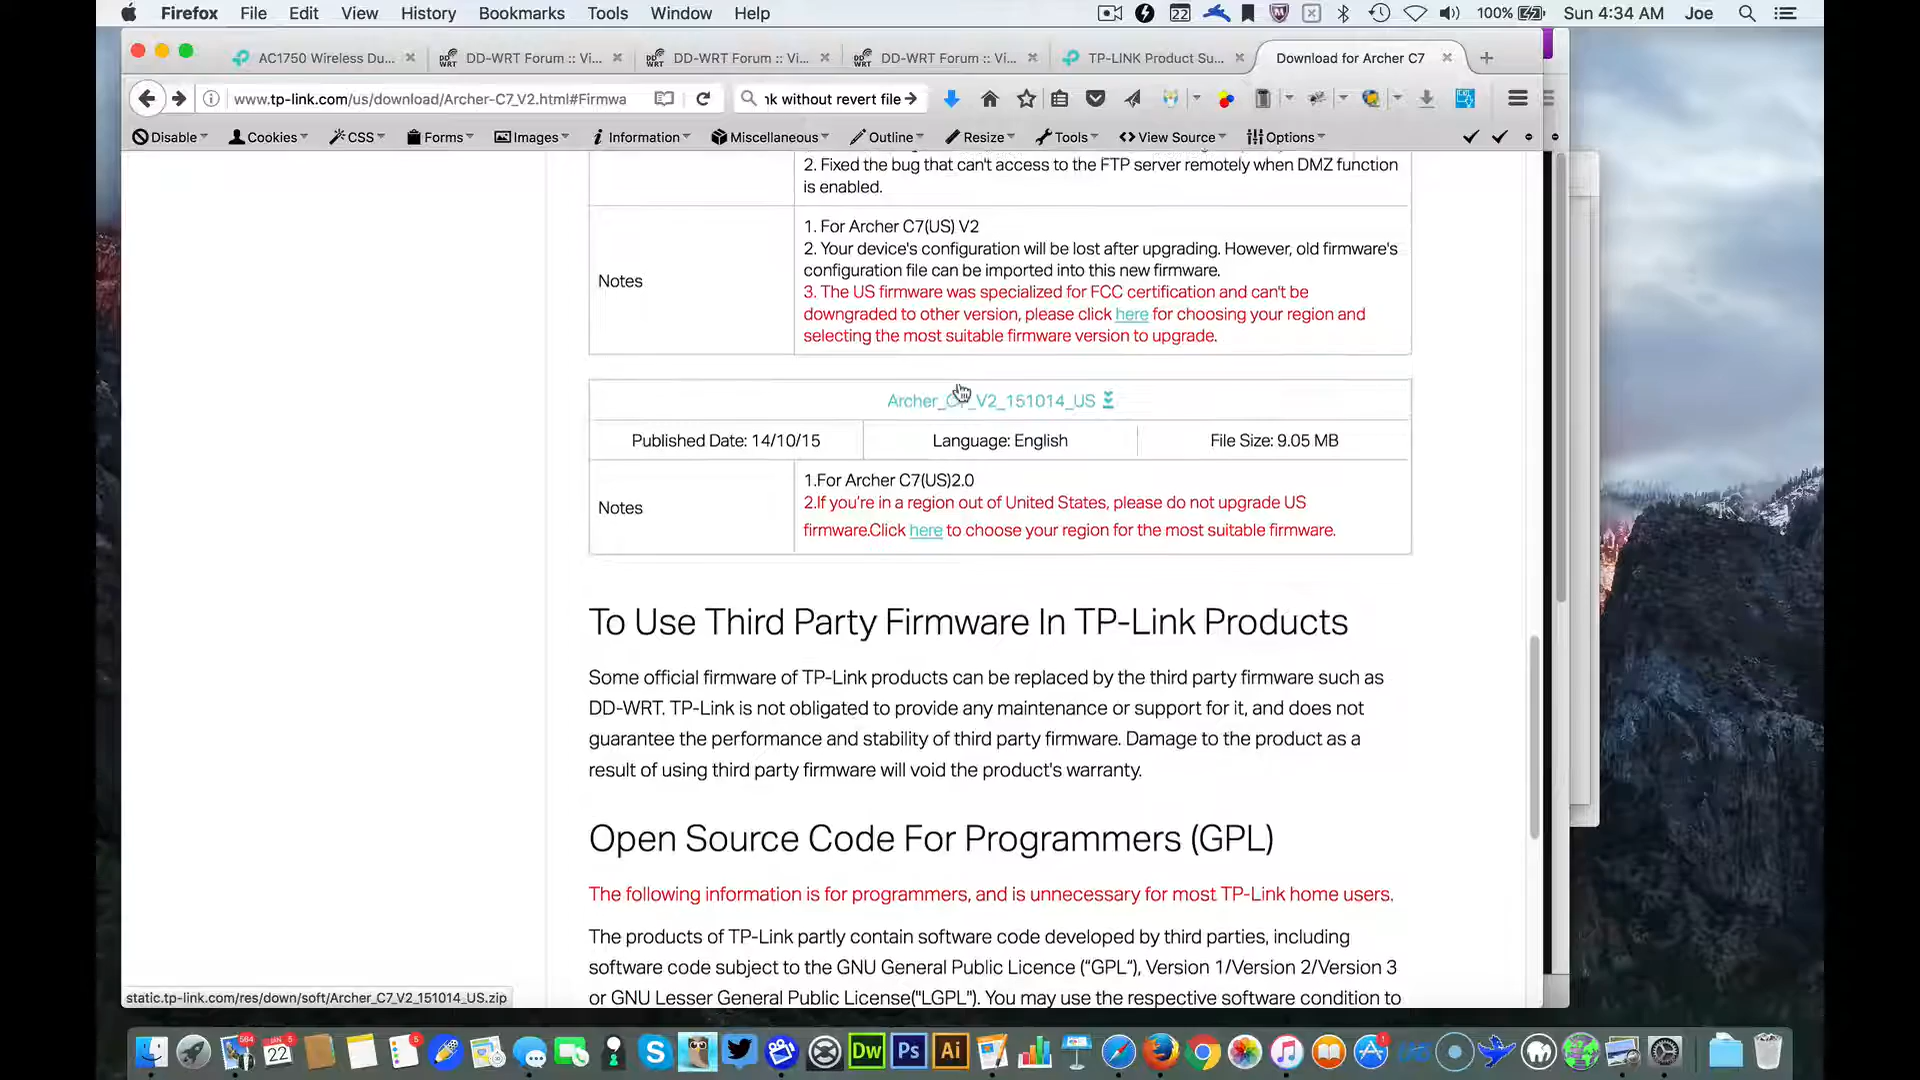 Firefox File Edit View History Bookmarks Tools Window Help 22 100% Sun 4:34 AM Joe
AC1750 Wireless Du... DD-WRT Forum :: Vi... DD-WRT Forum :: Vi... DD-WRT Forum :: Vi... TP-LINK Product Su... Download for Archer C7
www.tp-link.com/us/download/Archer-C7_V2.html#Firmwa without revert file
Disable Cookies CSS Forms Images Information Miscellaneous Outline Resize Tools View Source Options
2. Fixed the bug that can't access to the FTP server remotely when DMZ function
is enabled.
Notes
1. For Archer C7(US) V2
2. Your device's configuration will be lost after upgrading. However, old firmware's
configuration file can be imported into this new firmware.
3. The US firmware was specialized for FCC certification and can't be
downgraded to other version, please click here for choosing your region and
selecting the most suitable firmware version to upgrade.
Archer_C7_V2_151014_US
Published Date: 14/10/15 Language: English File Size: 9.05 MB
Notes
1.For Archer C7(US)2.0
2.If you're in a region out of United States, please do not upgrade US
firmware.Click here to choose your region for the most suitable firmware.
To Use Third Party Firmware In TP-Link Products
Some official firmware of TP-Link products can be replaced by the third party firmware such as
DD-WRT. TP-Link is not obligated to provide any maintenance or support for it, and does not
guarantee the performance and stability of third party firmware. Damage to the product as a
result of using third party firmware will void the product's warranty.
Open Source Code For Programmers (GPL)
The following information is for programmers, and is unnecessary for most TP-Link home users.
The products of TP-Link partly contain software code developed by third parties, including
software code subject to the GNU General Public Licence ("GPL"), Version 1/Version 2/Version 3
or GNU Lesser General Public License("LGPL"). You may use the respective software condition to
static.tp-link.com/res/down/soft/Archer_C7_V2_151014_US.zip
564 JAN 22 5 5 Dw Ps Ai 1